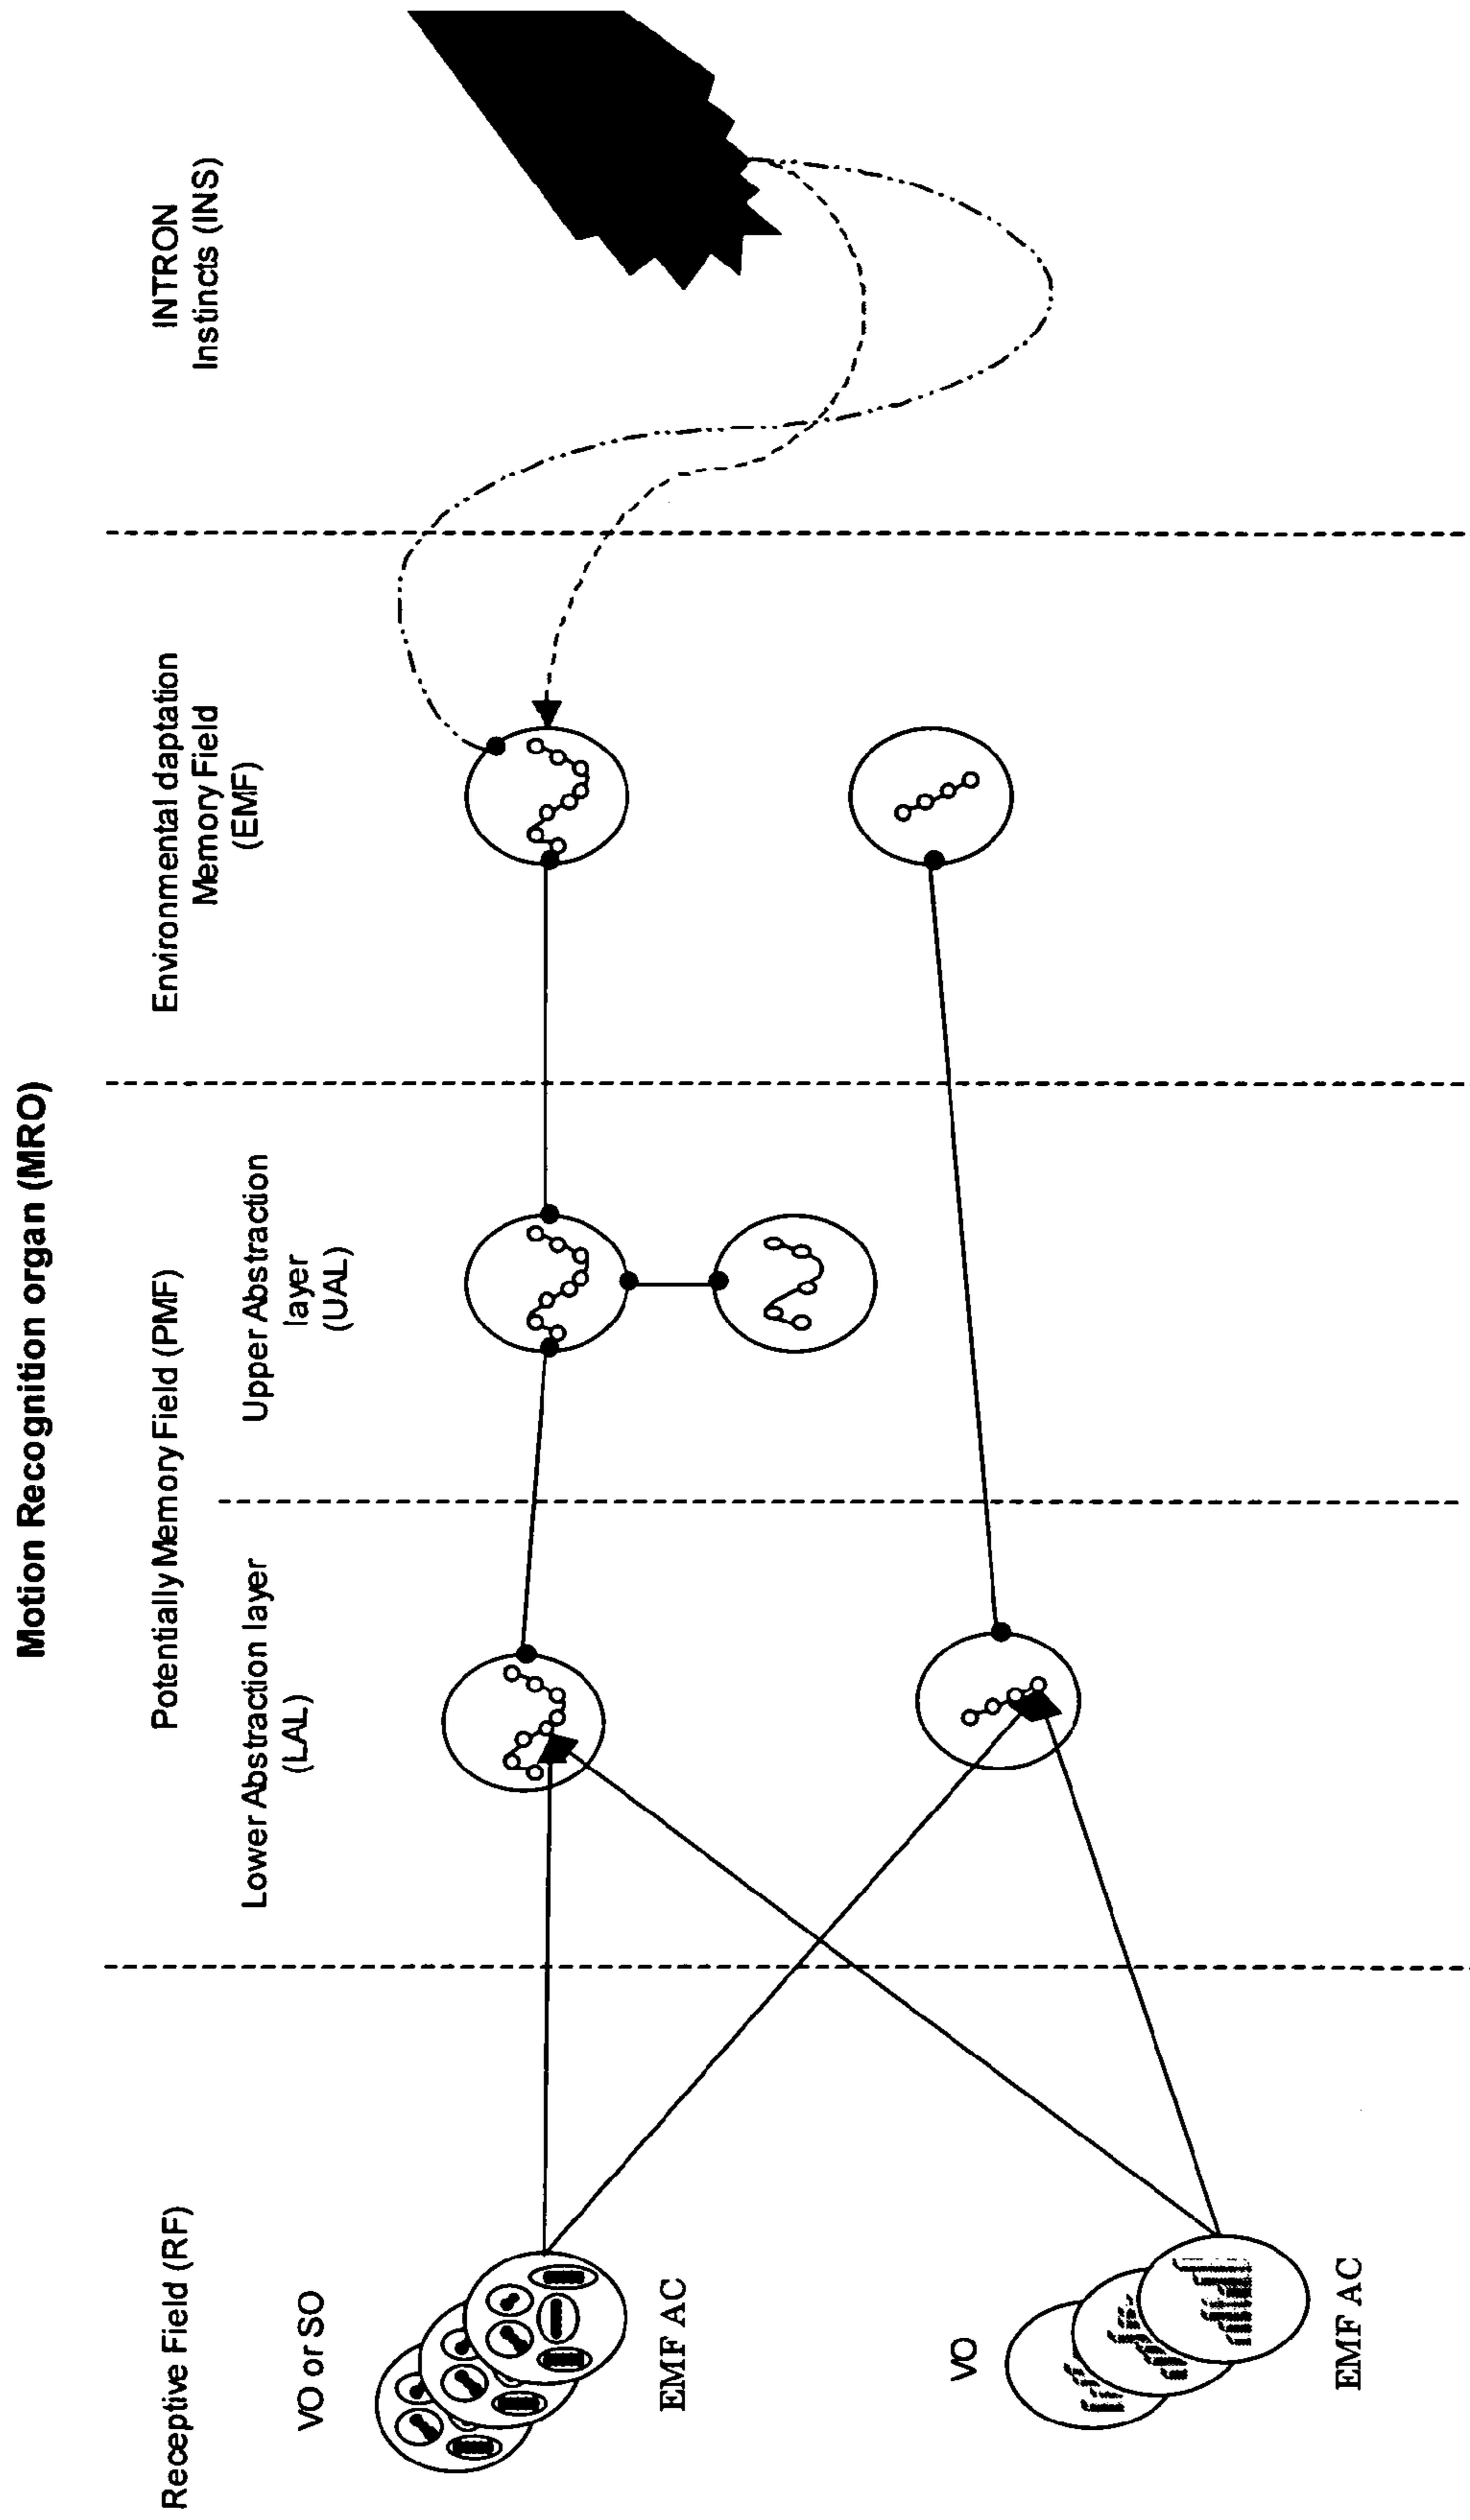 Motion Recognition organ (MRO)
Receptive Field (RF)
Potentially Memory Field (PMF)
Environmental daptation
Memory Field
(EMF)
INTRON
Instincts (INS)
Lower Abstraction layer
(LAL)
Upper Abstraction
layer
(UAL)
VO or SO
EMF AC
VO
EMF AC